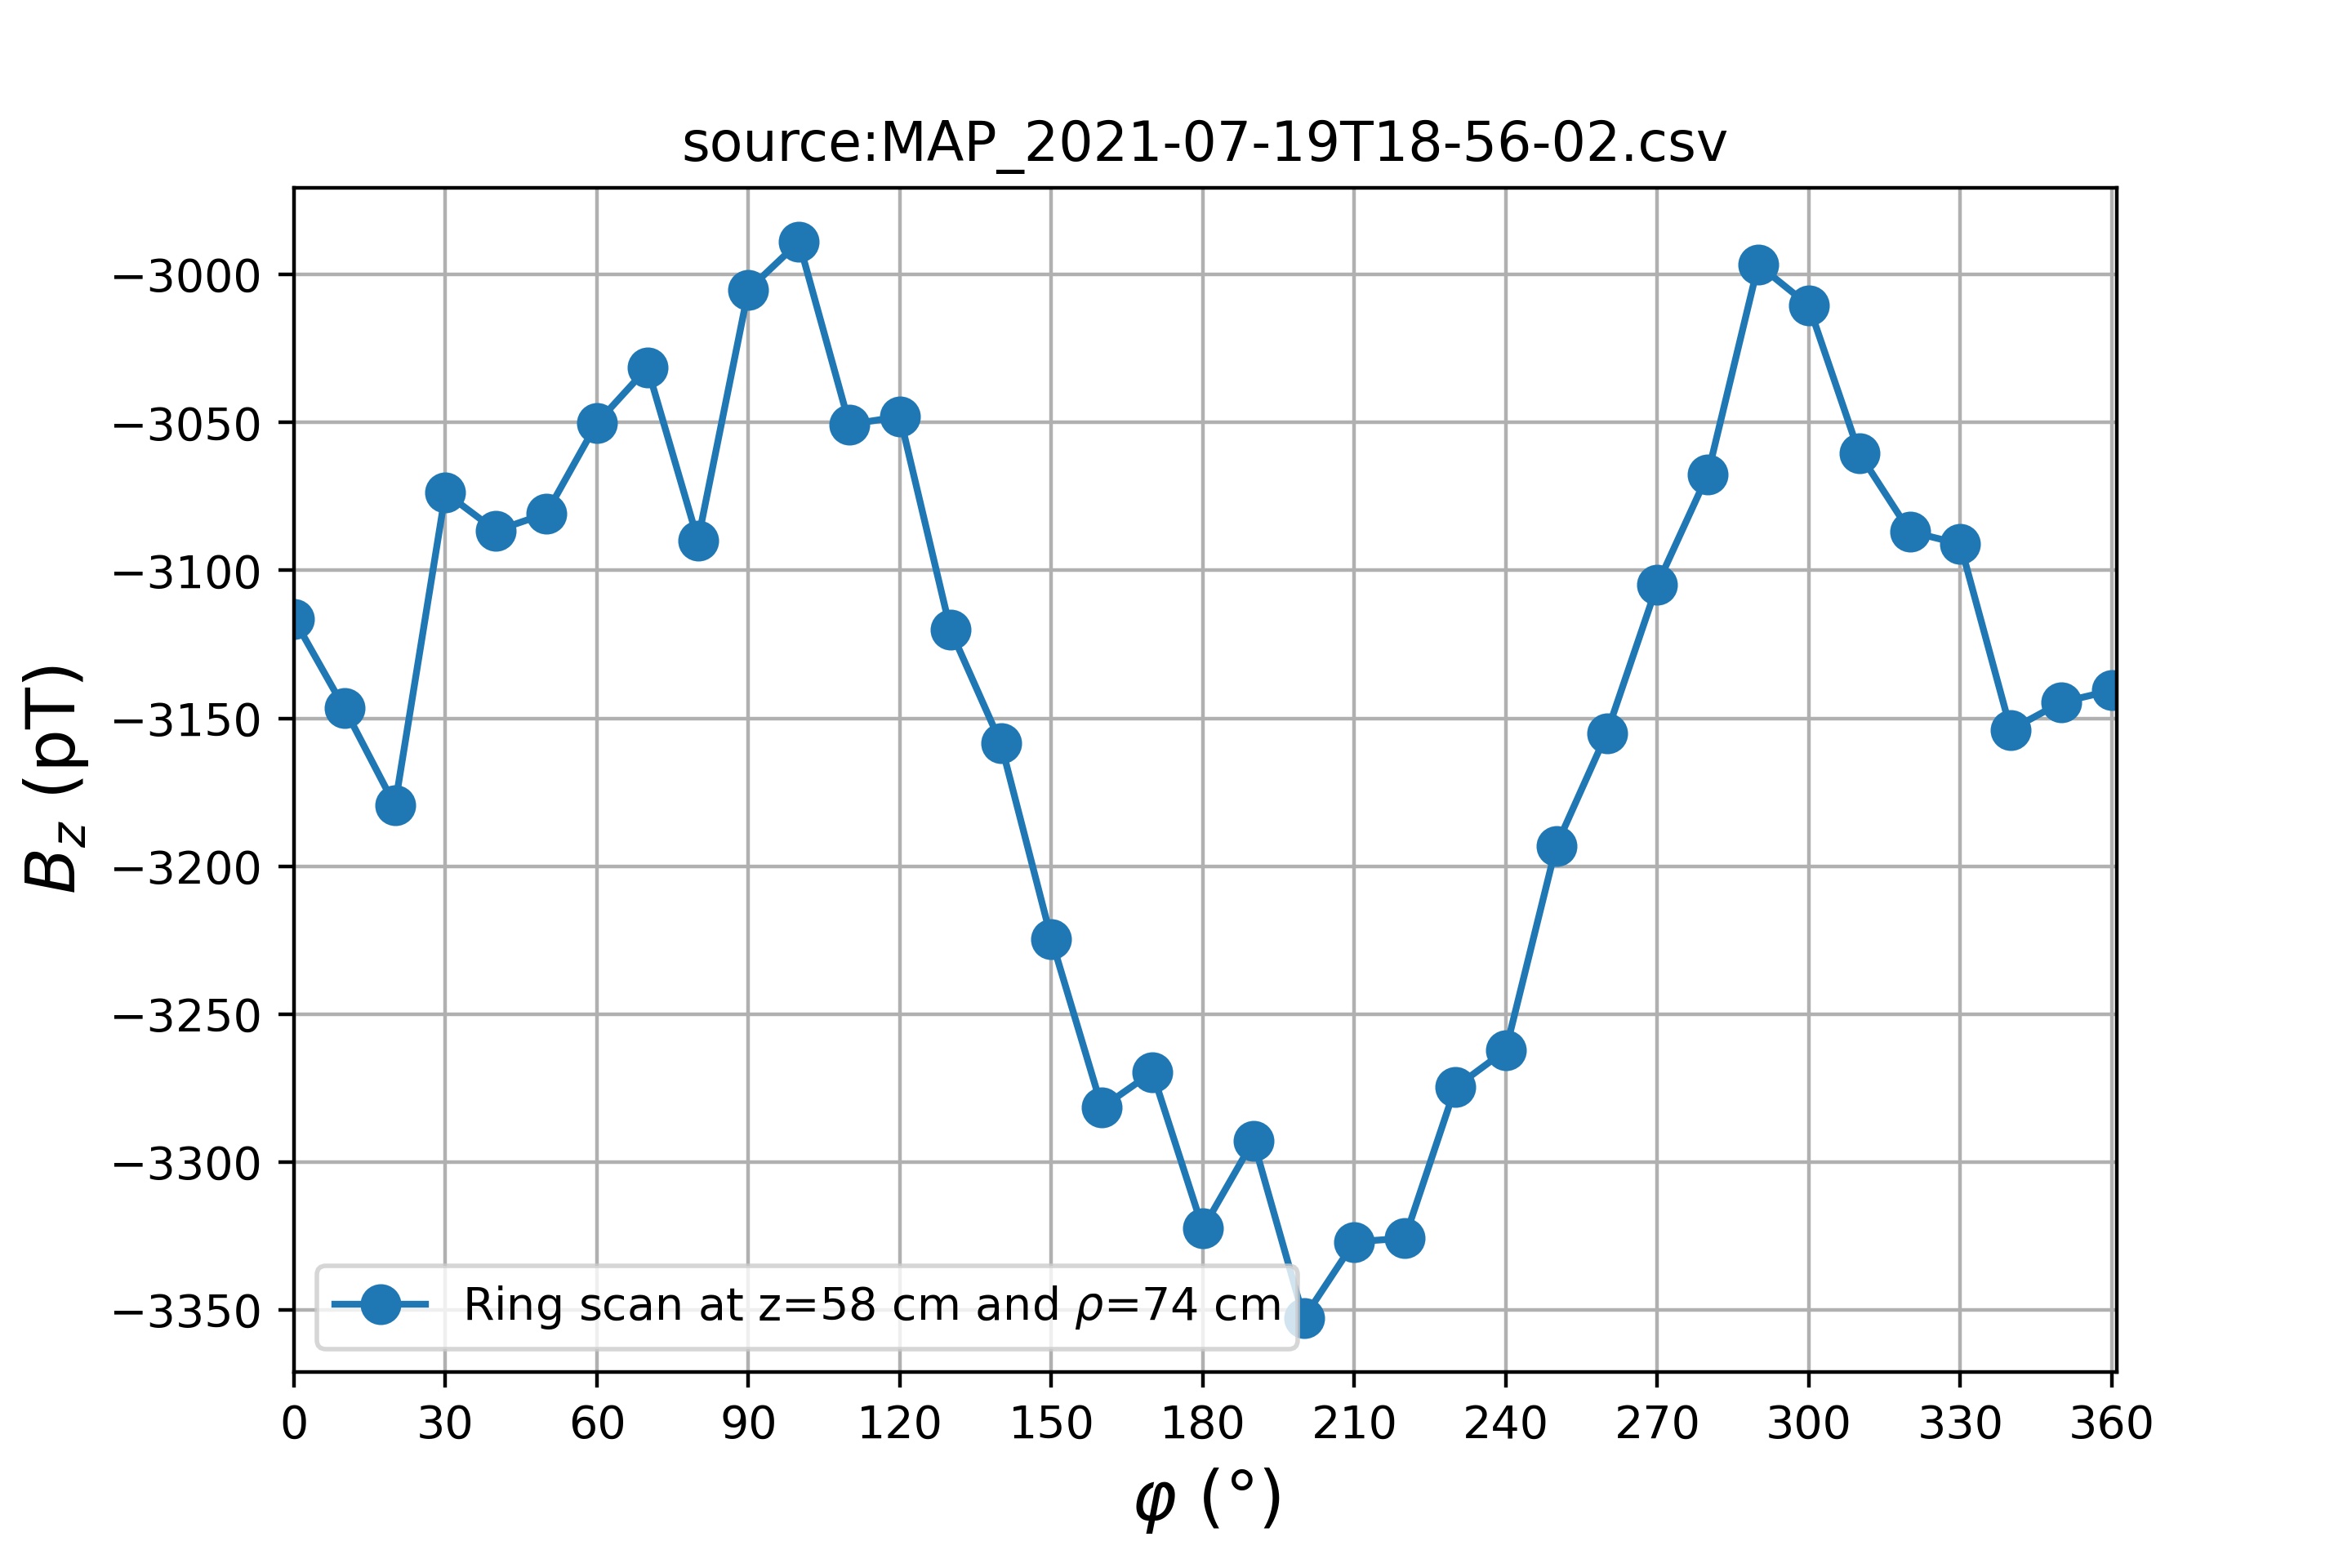 source:MAP_2021-07-19T18-56-02.csv
B_z (pT)
−3000
−3050
−3100
−3150
−3200
−3250
−3300
−3350
Ring scan at z=58 cm and ρ=74 cm
0 30 60 90 120 150 180 210 240 270 300 330 360
φ (°)